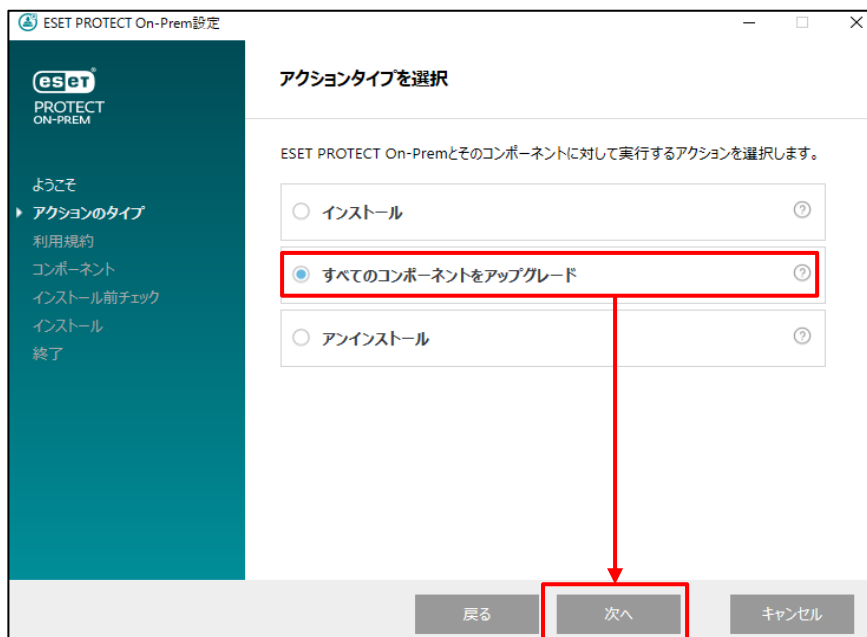 ESET PROTECT On-Prem設定
eset
PROTECT
ON-PREM
ようこそ
アクションのタイプ
利用規約
コンポーネント
インストール前チェック
インストール
終了
アクションタイプを選択
ESET PROTECT On-Premとそのコンポーネントに対して実行するアクションを選択します。
インストール
すべてのコンポーネントをアップグレード
アンインストール
戻る
次へ
キャンセル